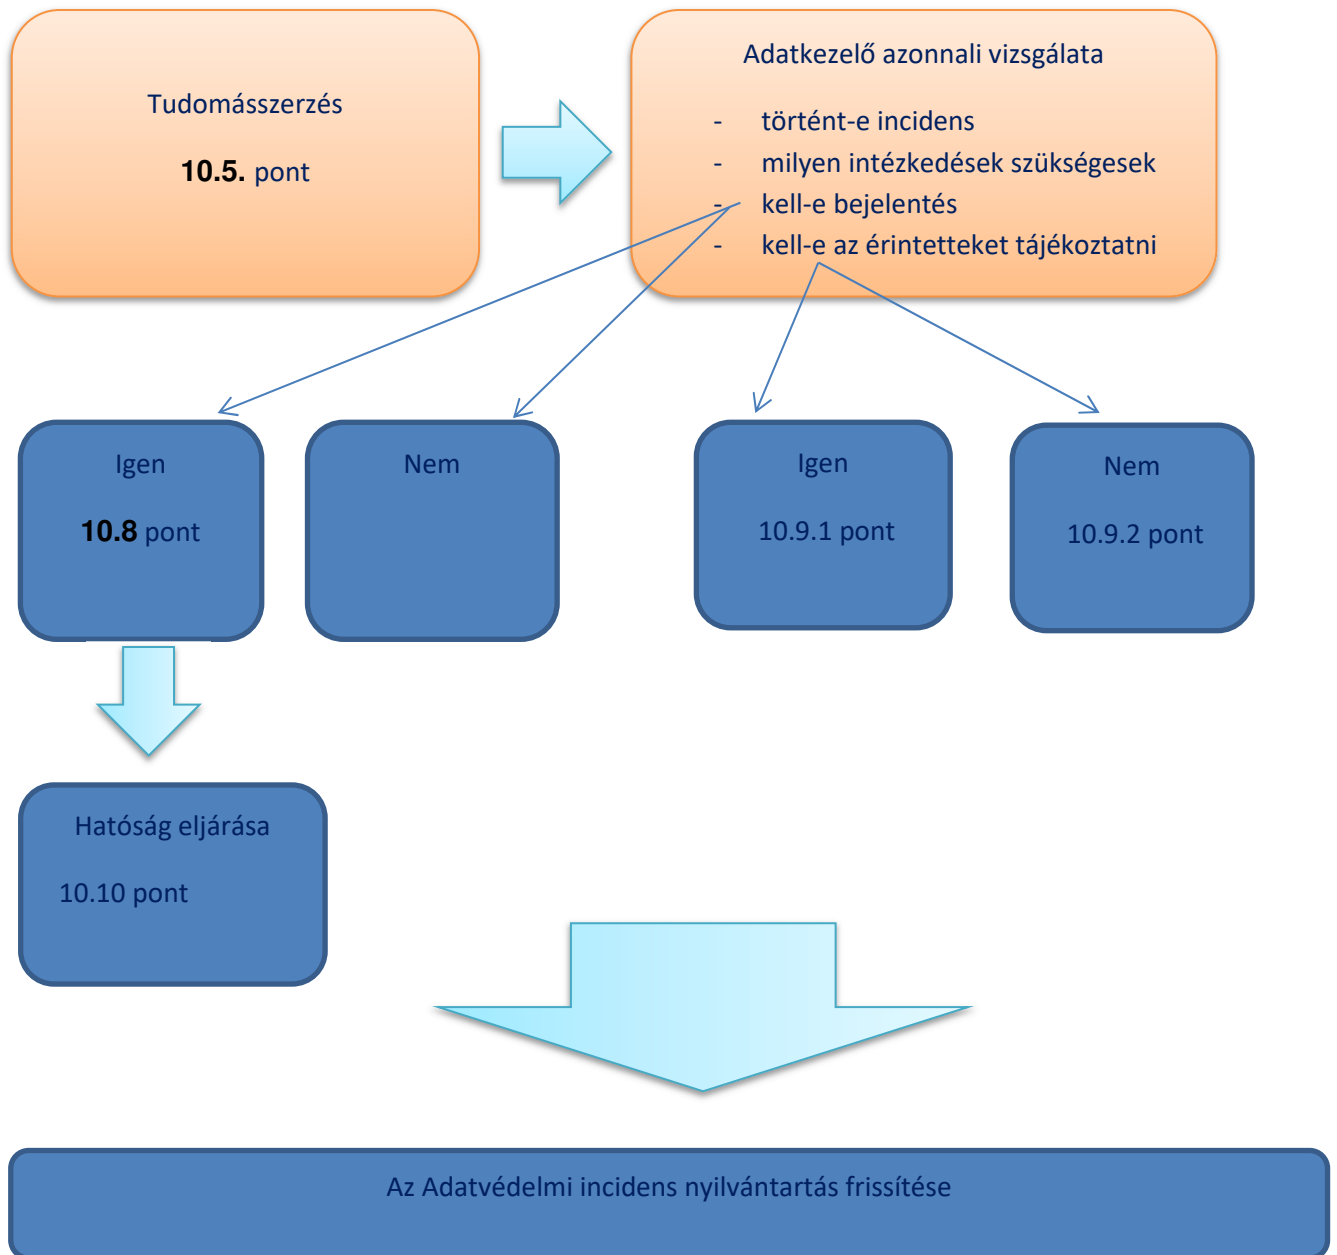 Tudomásszerzés
10.5. pont
Adatkezelő azonnali vizsgálata
- történt-e incidens
- milyen intézkedések szükségesek
- kell-e bejelentés
- kell-e az érintetteket tájékoztatni
Igen
10.8 pont
Nem
Igen
10.9.1 pont
Nem
10.9.2 pont
Hatóság eljárása
10.10 pont
Az Adatvédelmi incidens nyilvántartás frissítése